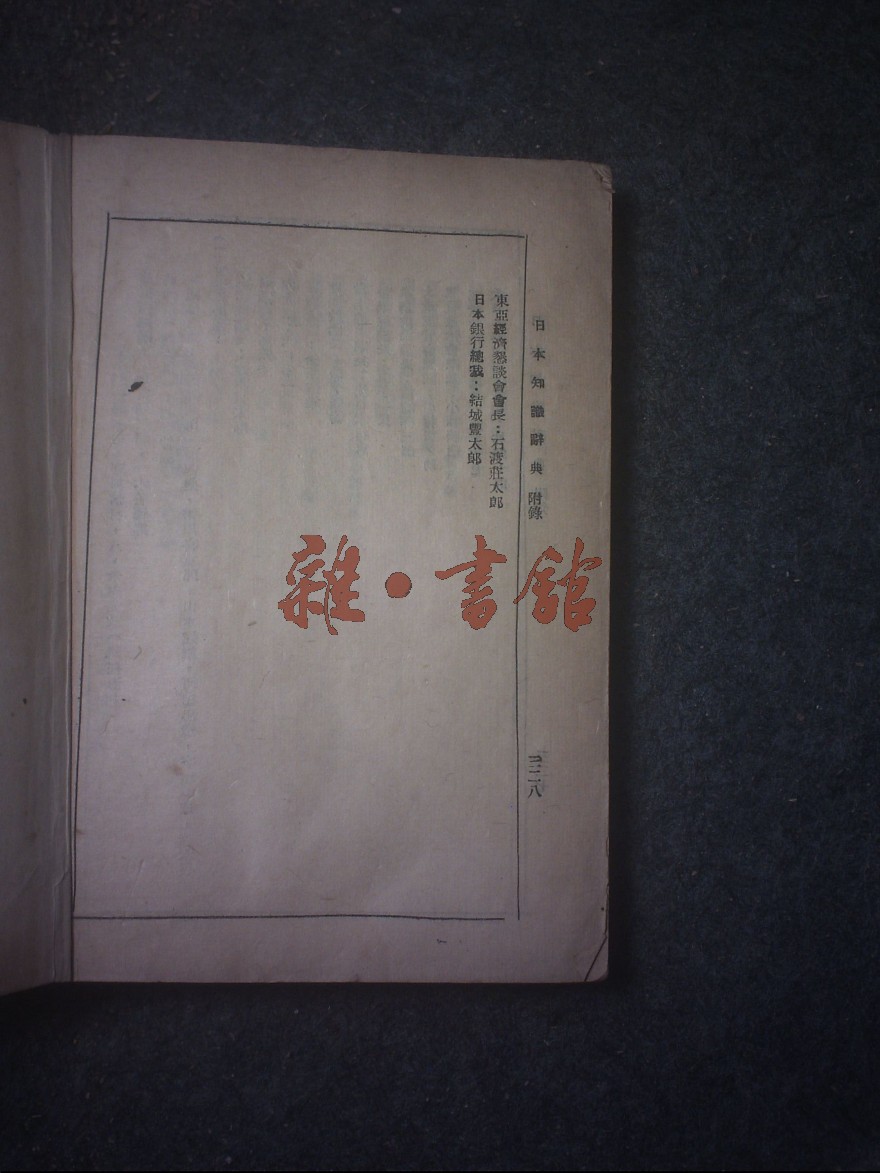 日本知識辭典 附錄
三二八
東亞經濟懇談會會長：石渡莊太郎
日本銀行總裁：結城豐太郎
雜·書館